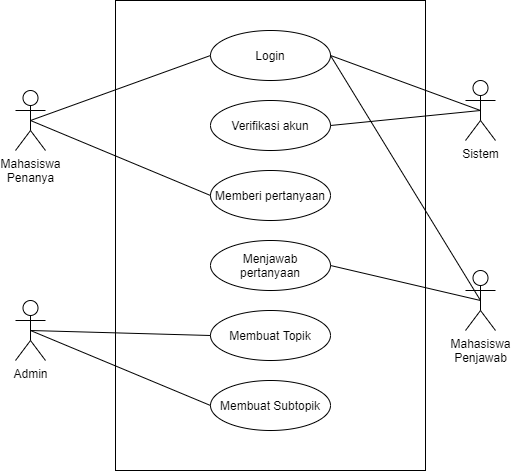 Login
Verifikasi akun
Memberi pertanyaan
Menjawab
pertanyaan
Membuat Topik
Membuat Subtopik
Mahasiswa
Penanya
Admin
Sistem
Mahasiswa
Penjawab